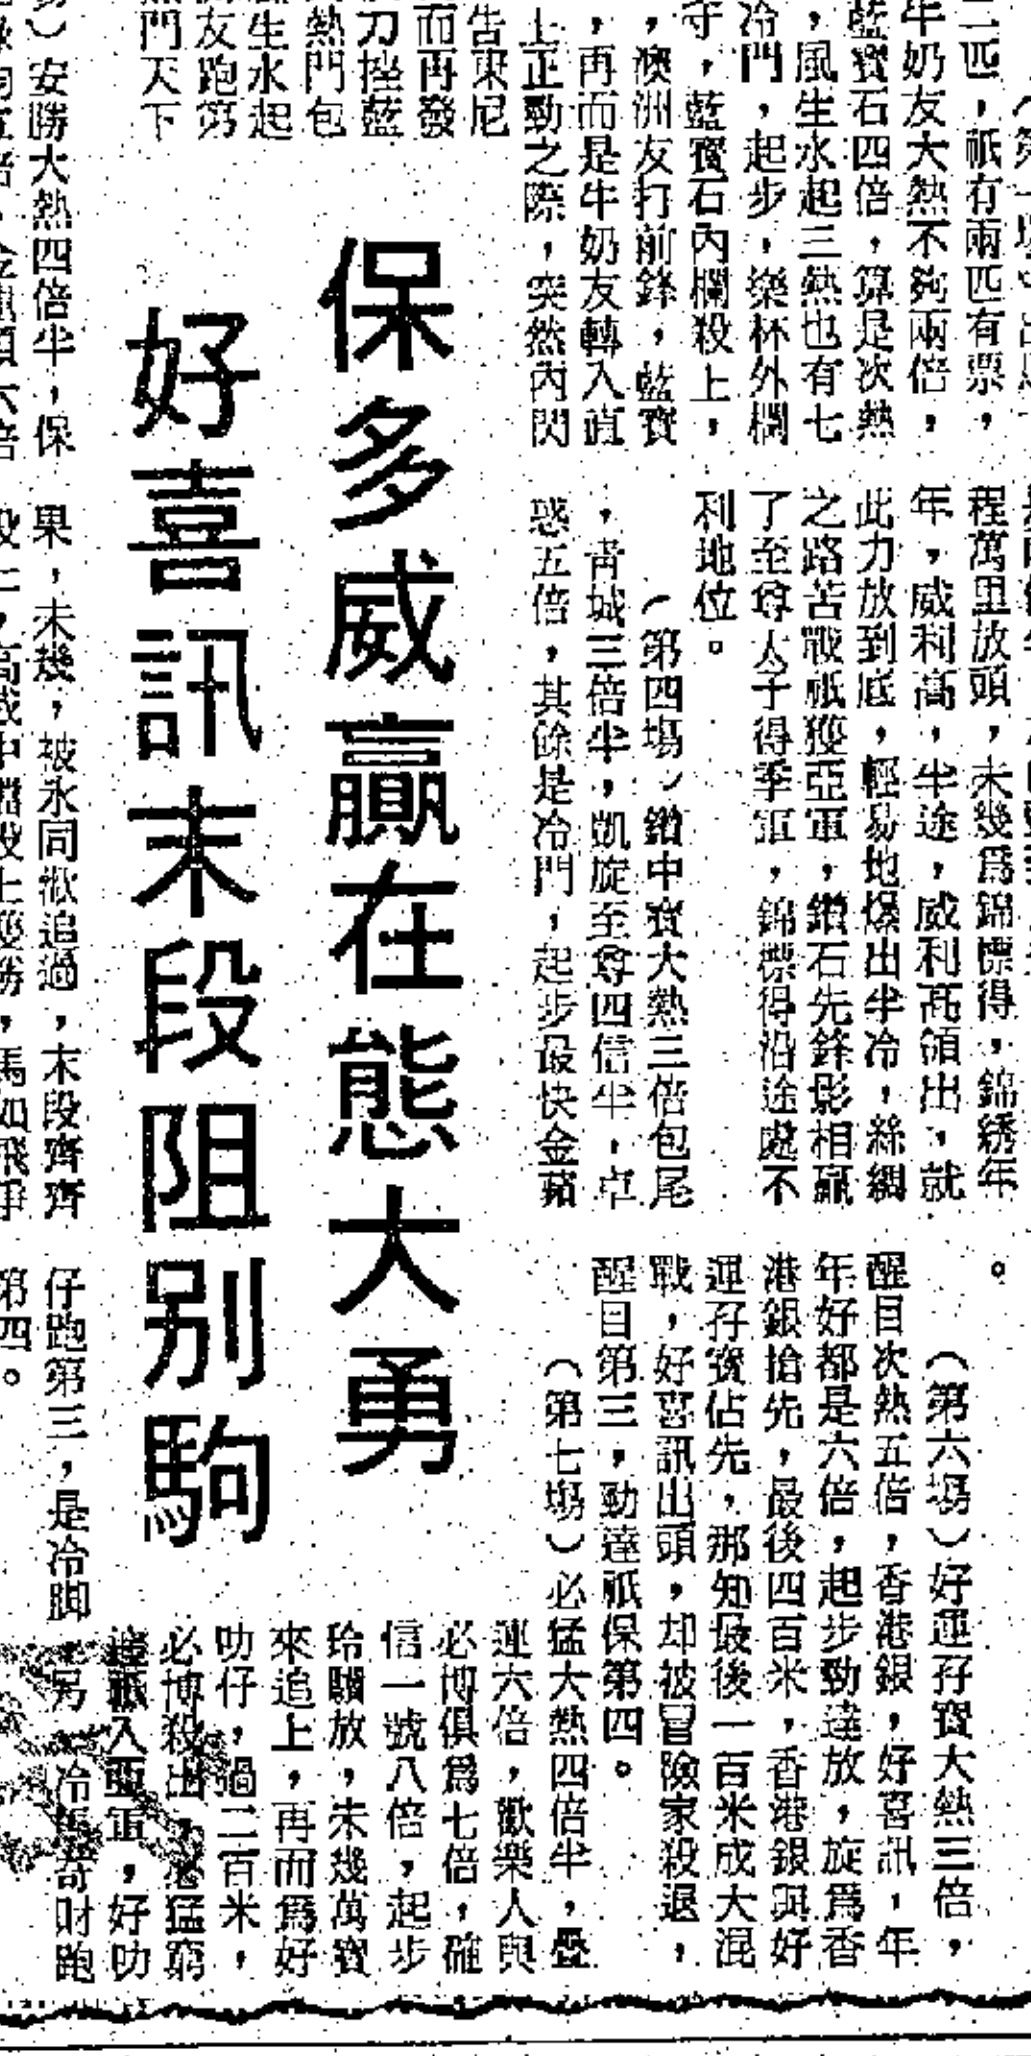 二匹，祇有兩匹有票，
牛奶友大熱不夠兩倍，
藍寶石四倍，算是次熱
，風生水起三熱也有七
冷門，起步，樂杯外欄
守，藍寶石內欄殺上，
，澳洲友打前鋒，藍寶
，再而是牛奶友轉入直
上正勁之際，突然內閃
告東尼
而再發
刀挫藍
熱門包
生水起
友跑第
門天下
）安勝大熱四倍半，保
保多威贏在態大勇
好喜訊末段阻別駒
程萬里放頭，未幾爲錦標得，錦綉年
年，威利高，半途，威利高領出，就
此力放到底，輕易地爆出半冷，絲綢
之路苦戰祇獲亞軍，鑽石先鋒影相贏
了至尊太子得季軍，錦標得沿途處不
利地位。
（第四場）鑽中寶大熱三倍包尾
，靑城三倍半，凱旋至尊四倍半，卓
惑五倍，其餘是冷門，起步最快金蘋
果，未幾，被永同歡追過，末段齊齊
。
（第六場）好運孖寶大熱三倍，
醒目次熱五倍，香港銀，好喜訊，年
年好都是六倍，起步勁達放，旋爲香
港銀搶先，最後四百米，香港銀與好
運孖寶佔先，那知最後一百米成大混
戰，好喜訊出頭，却被冒險家殺退，
醒目第三，勁達祇保第四。
（第七場）必猛大熱四倍半，疊
運六倍，歡樂人與
必博俱爲七倍，確
信一號八倍，起步
玲瓏放，未幾萬寶
來追上，再而爲好
叻仔，過二百米，
必博殺出，必猛窮
追祇入亞軍，好叻
仔跑第三，是冷脚
冷馬奇財跑
第四。